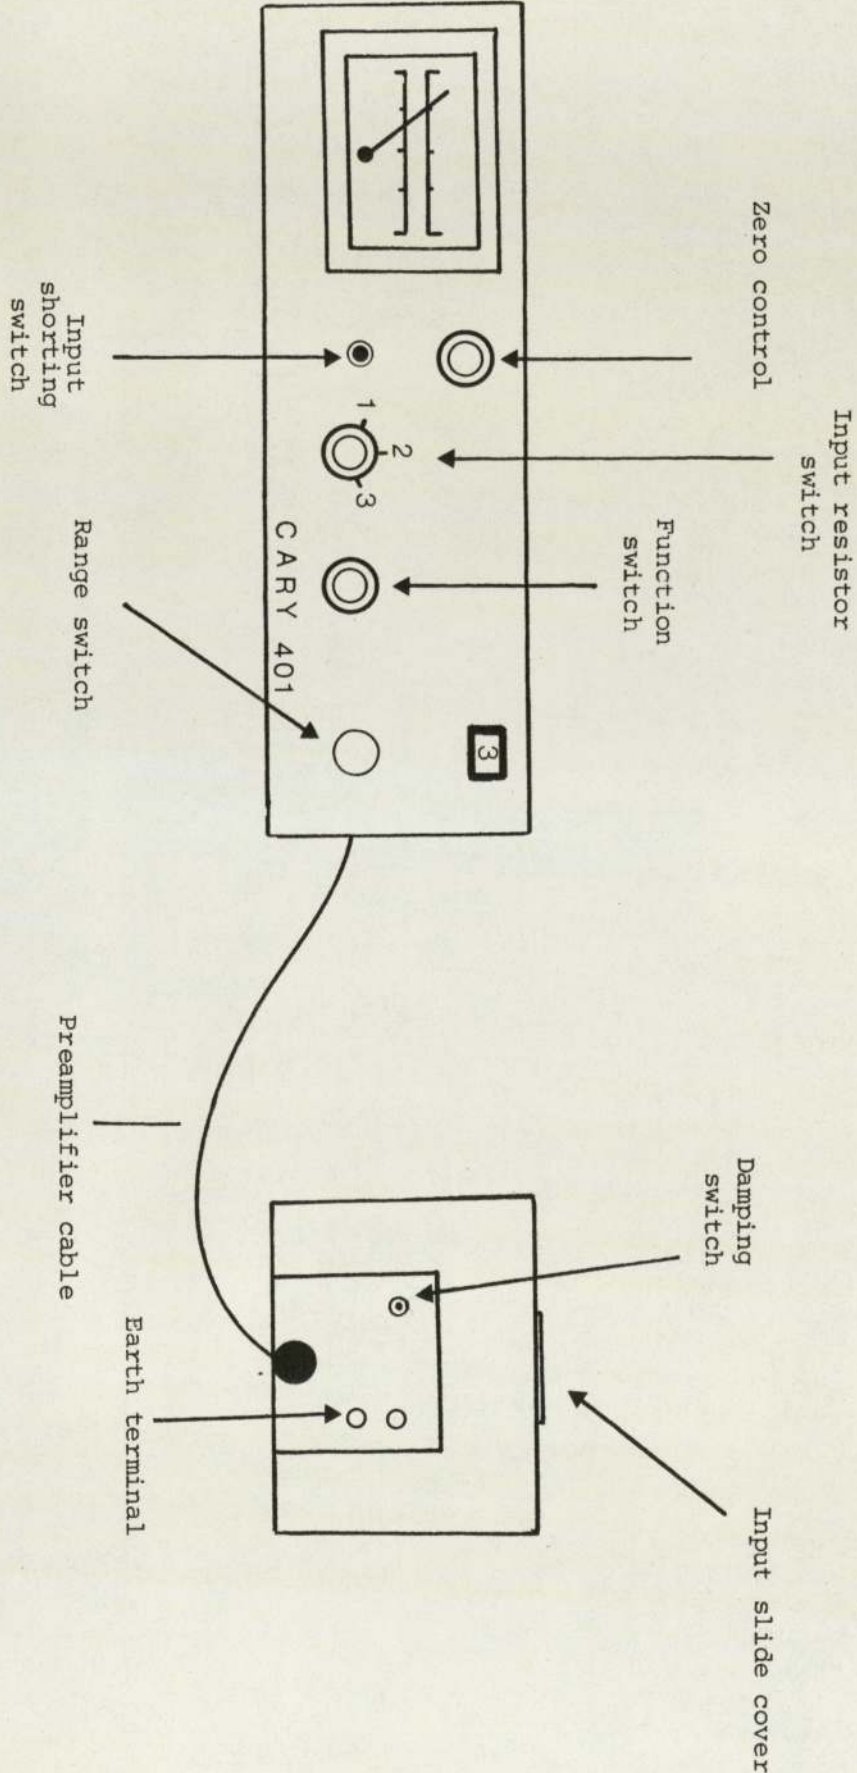 Zero control
Input resistor
switch
Function
switch
3
1
2
3
CARY 401
Input
shorting
switch
Range switch
Damping
switch
Input slide cover
Preamplifier cable
Earth terminal